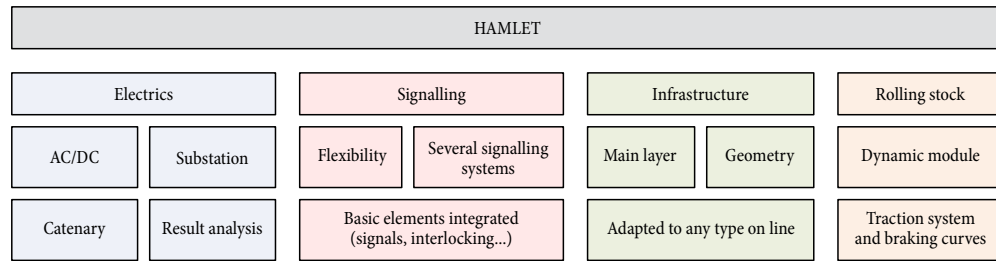 HAMLET
Electrics
Signalling
Infrastructure
Rolling stock
AC/DC
Substation
Flexibility
Several signalling
systems
Main layer
Geometry
Dynamic module
Catenary
Result analysis
Basic elements integrated
(signals, interlocking...)
Adapted to any type on line
Traction system
and braking curves